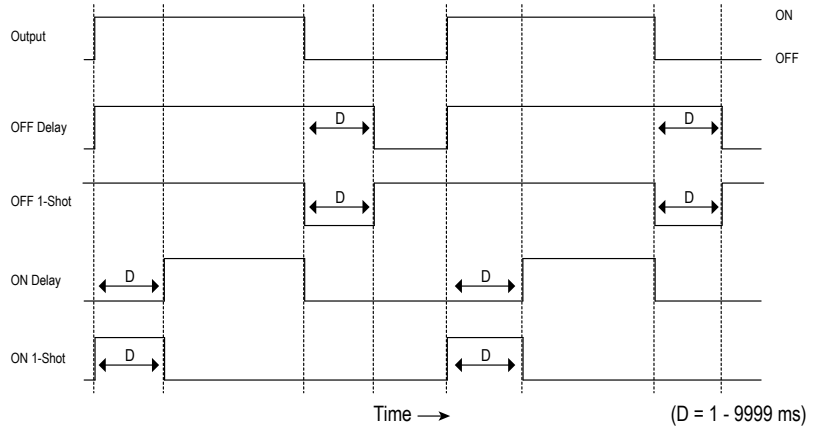 Output
ON
OFF
OFF Delay
D
D
OFF 1-Shot
D
D
ON Delay
D
D
ON 1-Shot
D
D
Time
(D = 1 - 9999 ms)